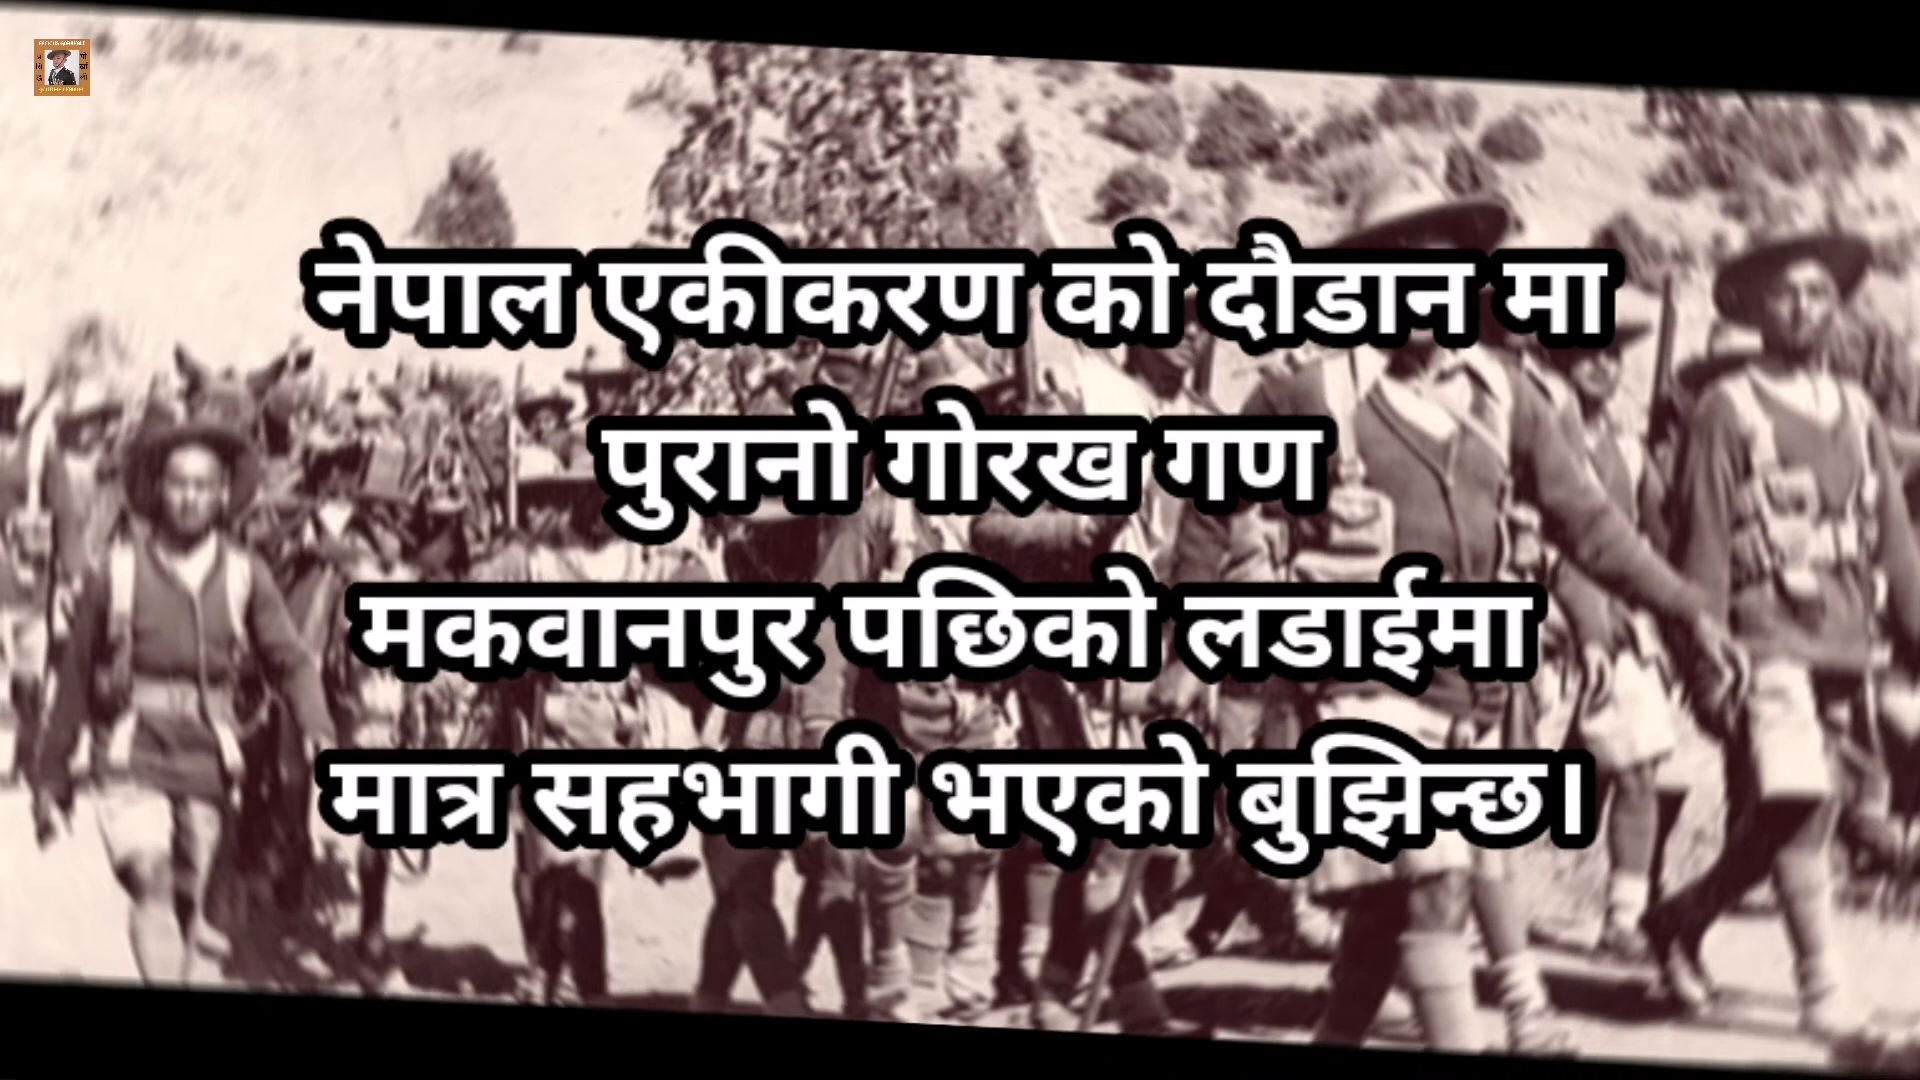 नेपाल एकीकरण को दौडान मा
पुरानो गोरख गण
मकवानपुर पछिको लडाईमा
मात्र सहभागी भएको बुझिन्छ।